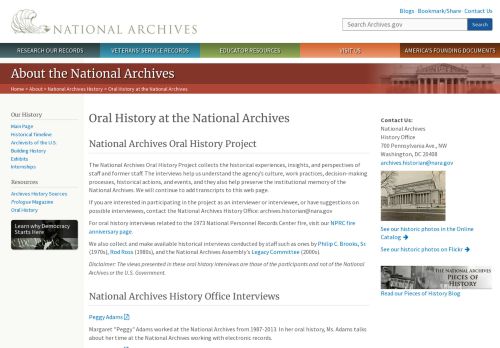 NATIONAL ARCHIVES
Blogs · Bookmark/Share · Contact Us
Search Archives.gov
Search
RESEARCH OUR RECORDS
VETERANS' SERVICE RECORDS
EDUCATOR RESOURCES
VISIT US
AMERICA'S FOUNDING DOCUMENTS
About the National Archives
Home > About > National Archives History > Oral History at the National Archives
Our History
Main Page
Historical Timeline
Archivists of the U.S.
Building History
Exhibits
Internships
Resources
Archives History Sources
Prologue Magazine
Oral History
Learn why Democracy
Starts Here
Oral History at the National Archives
National Archives Oral History Project
The National Archives Oral History Project collects the historical experiences, insights, and perspectives of
staff and former staff. The interviews help us understand the agency's culture, work practices, decision-making
processes, historical actions, and events, and they also help preserve the institutional memory of the
National Archives. We will continue to add transcripts to this web page.
If you are interested in participating in the project as an interviewer or interviewee, or have suggestions on
possible interviewees, contact the National Archives History Office: archives.historian@nara.gov
For oral history interviews related to the 1973 National Personnel Records Center fire, visit our NPRC fire
anniversary page.
We also collect and make available historical interviews conducted by staff such as ones by Philip C. Brooks, Sr.
(1970s), Rod Ross (1980s), and the National Archives Assembly's Legacy Committee (2000s).
Disclaimer: The views presented in these oral history interviews are those of the participants and not of the National
Archives or the U.S. Government.
National Archives History Office Interviews
Peggy Adams
Margaret "Peggy" Adams worked at the National Archives from 1987-2013. In her oral history, Ms. Adams talks
about her time at the National Archives working with electronic records.
Contact Us:
National Archives
History Office
700 Pennsylvania Ave., NW
Washington, DC 20408
archives.historian@nara.gov
See our historic photos in the Online
Catalog
See our historic photos on Flickr
THE NATIONAL ARCHIVES
PIECES OF
HISTORY
Read our Pieces of History Blog